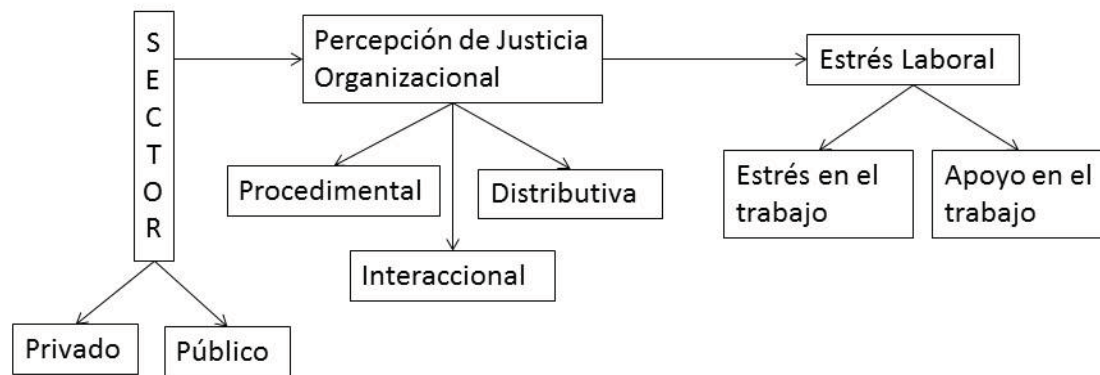 SECTOR
Percepción de Justicia
Organizacional
Estrés Laboral
Procedimental
Distributiva
Interaccional
Estrés en el
trabajo
Apoyo en el
trabajo
Privado
Público